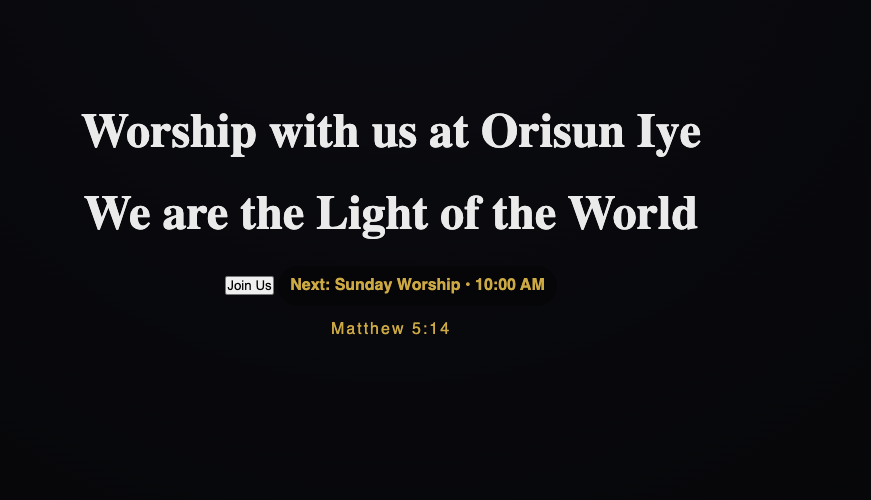 Worship with us at Orisun Iye
We are the Light of the World
Join Us Next: Sunday Worship • 10:00 AM
Matthew 5:14